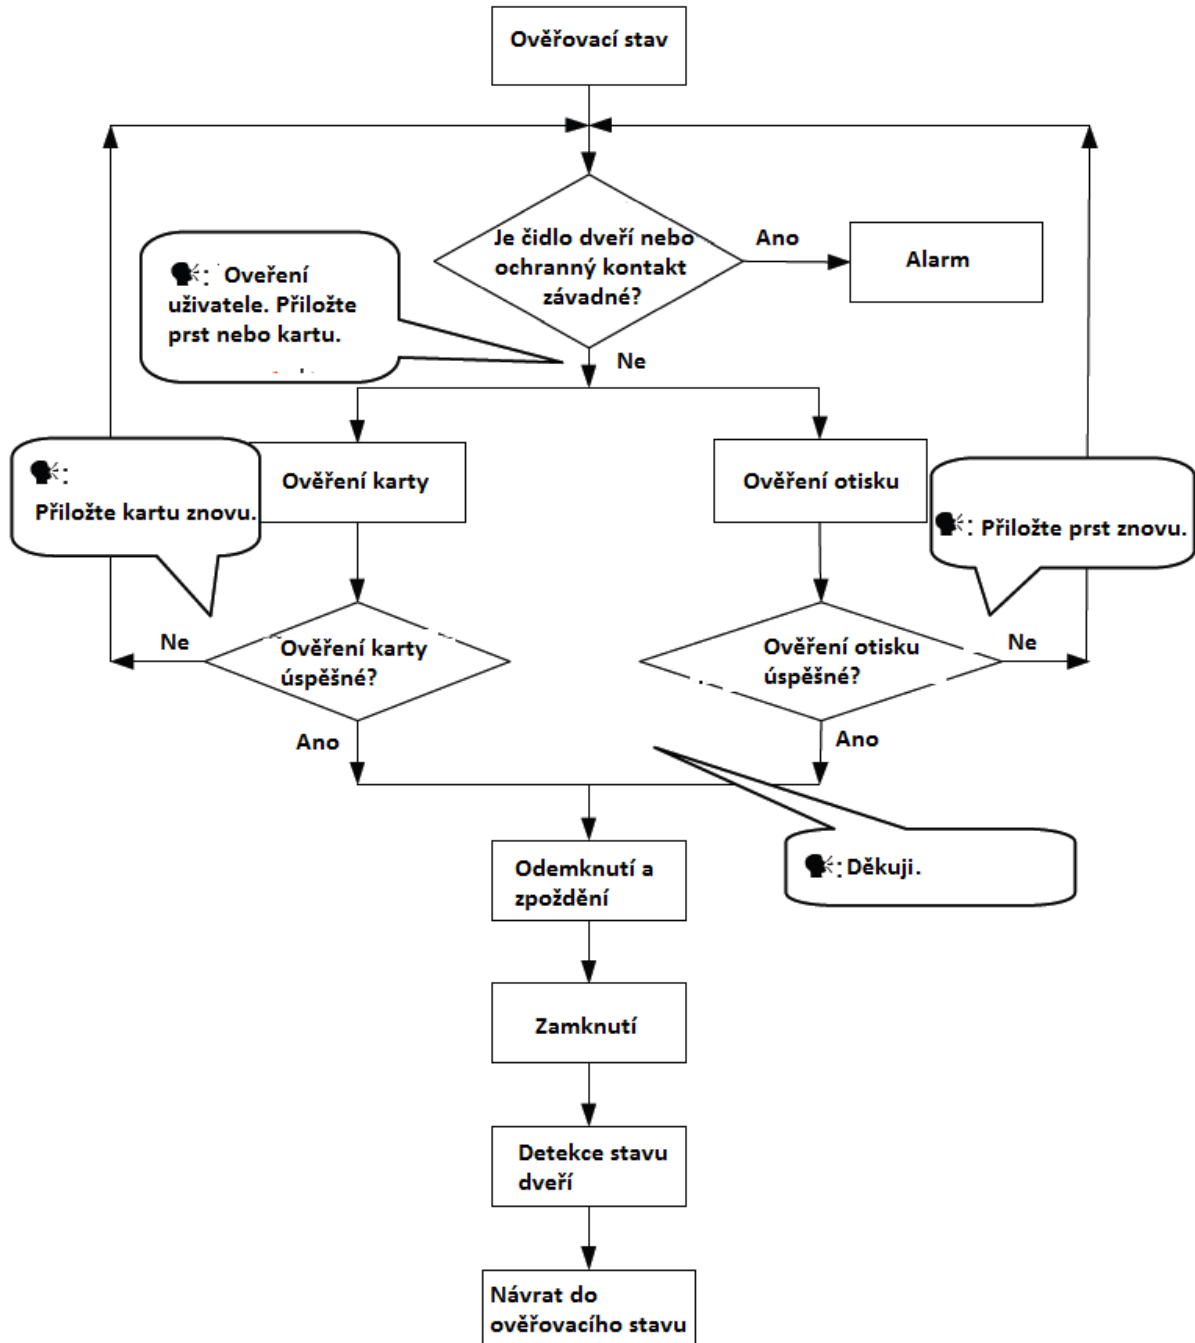 Ověřovací stav
Je čidlo dveří nebo
ochranný kontakt
závadné?
Ano
Alarm
: Oveření
uživatele. Přiložte
prst nebo kartu.
Ne
Ověření karty
Ověření otisku
:
Přiložte kartu znovu.
: Přiložte prst znovu.
Ne
Ověření karty
úspěšné?
Ověření otisku
úspěšné?
Ne
Ano
Ano
: Děkuji.
Odemknutí a
zpoždění
Zamknutí
Detekce stavu
dveří
Návrat do
ověřovacího stavu